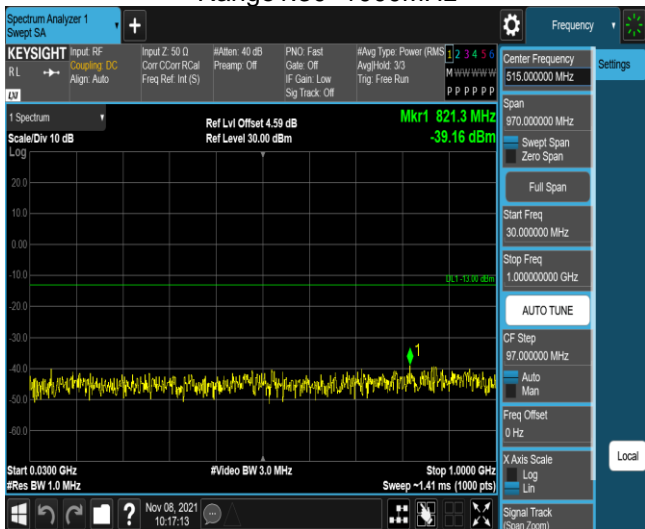 Spectrum Analyzer 1
Swept SA
Frequency
KEYSIGHT
RL
LXI
Input: RF
Coupling: DC
Align: Auto
Input Z: 50 Ω
Corr CCorr RCal
Freq Ref: Int (S)
#Atten: 40 dB
Preamp: Off
PNO: Fast
Gate: Off
IF Gain: Low
Sig Track: Off
#Avg Type: Power (RMS
Avg|Hold: 3/3
Trig: Free Run
1 2 3 4 5 6
M W W W W W
P P P P P P
1 Spectrum
Scale/Div 10 dB
Log
Ref Lvl Offset 4.59 dB
Ref Level 30.00 dBm
Mkr1 821.3 MHz
-39.16 dBm
20.0
10.0
0.00
-10.0
-20.0
-30.0
-40.0
-50.0
-60.0
DL1 -13.00 dBm
1
Start 0.0300 GHz
#Res BW 1.0 MHz
#Video BW 3.0 MHz
Stop 1.0000 GHz
Sweep ~1.41 ms (1000 pts)
Nov 08, 2021
10:17:13
Center Frequency
515.000000 MHz
Span
970.000000 MHz
Swept Span
Zero Span
Full Span
Start Freq
30.000000 MHz
Stop Freq
1.000000000 GHz
AUTO TUNE
CF Step
97.000000 MHz
Auto
Man
Freq Offset
0 Hz
X Axis Scale
Log
Lin
Signal Track
(Span Zoom)
Settings
Local